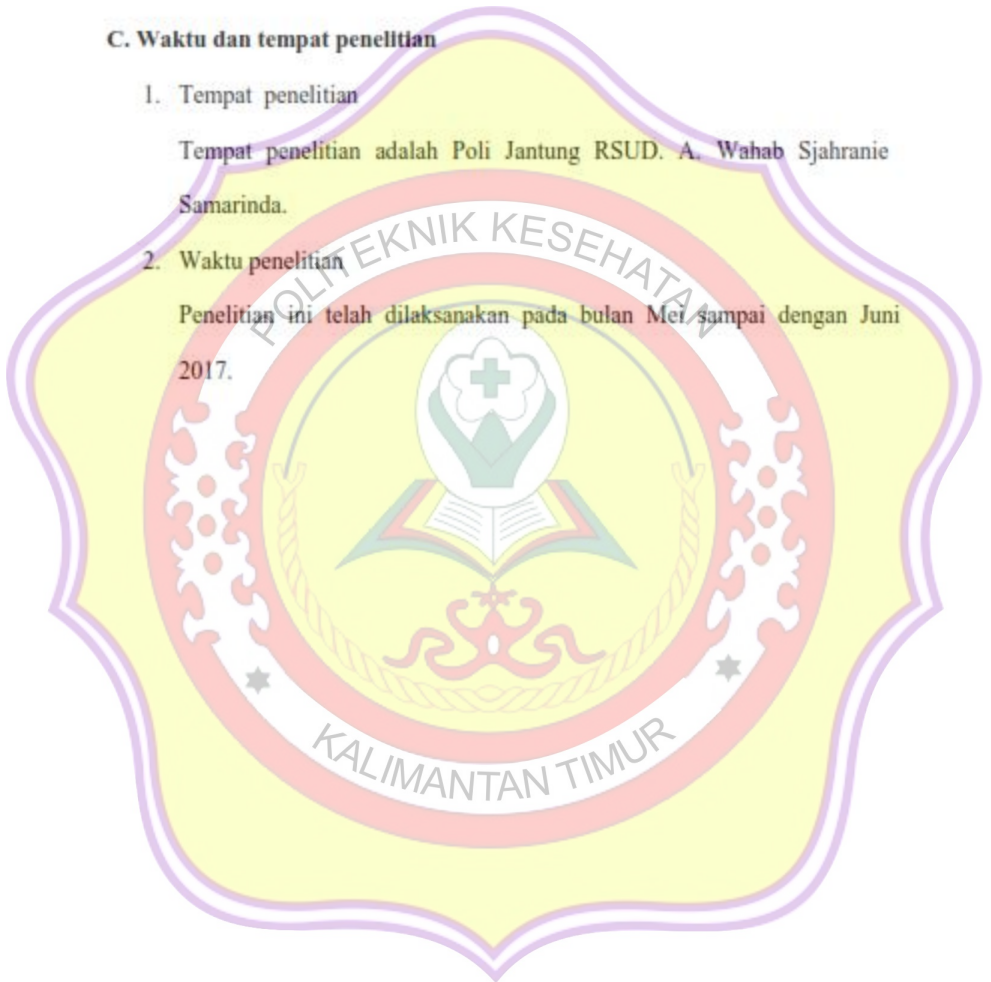 C. Waktu dan tempat penelitian
1. Tempat penelitian
Tempat penelitian adalah Poli Jantung RSUD. A. Wahab Sjahranie
Samarinda.
2. Waktu penelitian
Penelitian ini telah dilaksanakan pada bulan Mei sampai dengan Juni
2017.
POLITEKNIK KESEHATAN
KALIMANTAN TIMUR